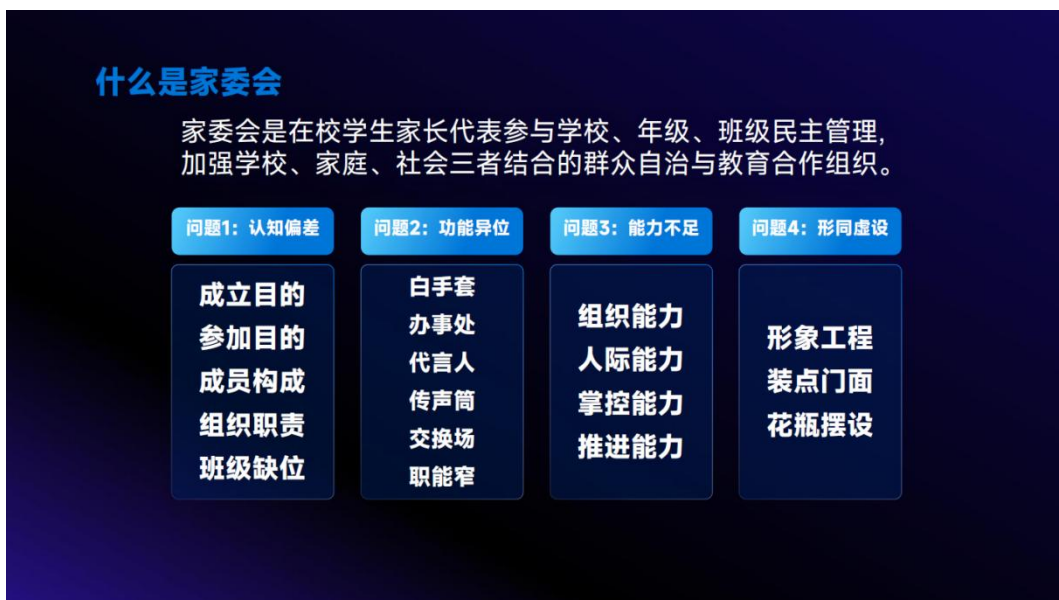 什么是家委会
家委会是在校学生家长代表参与学校、年级、班级民主管理,
加强学校、家庭、社会三者结合的群众自治与教育合作组织。
问题1：认知偏差
成立目的
参加目的
成员构成
组织职责
班级缺位
问题2：功能异位
白手套
办事处
代言人
传声筒
交换场
职能窄
问题3：能力不足
组织能力
人际能力
掌控能力
推进能力
问题4：形同虚设
形象工程
装点门面
花瓶摆设